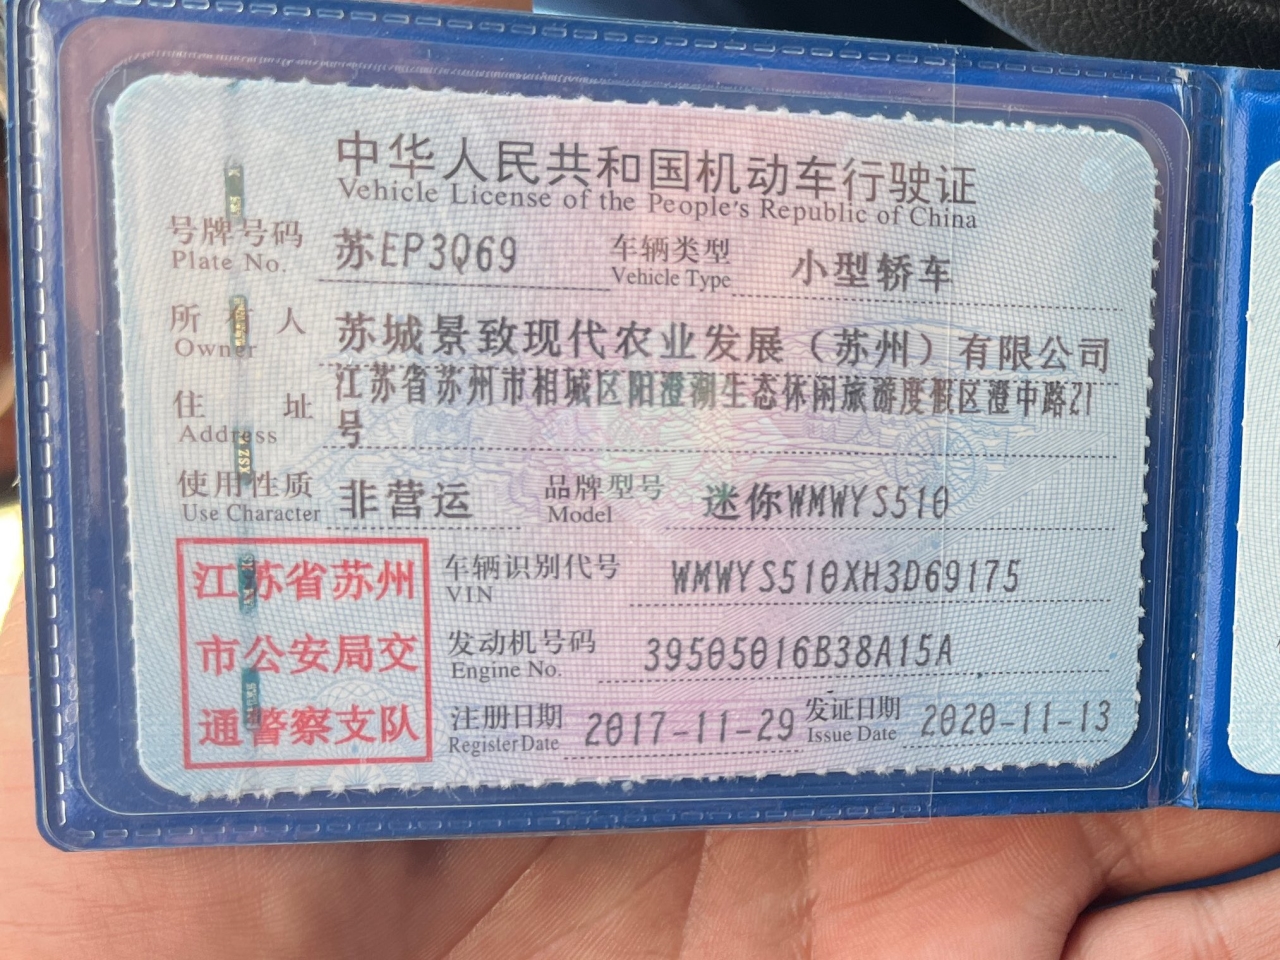 中华人民共和国机动车行驶证
Vehicle License of the People's Republic of China
号牌号码 苏EP3Q69 车辆类型 小型轿车
Plate No. Vehicle Type
所有人 苏城景致现代农业发展（苏州）有限公司
Owner
住址 江苏省苏州市相城区阳澄湖生态休闲旅游度假区澄中路21
Address 号
使用性质 非营运 品牌型号 迷你WMWYS510
Use Character Model
江苏省苏州
市公安局交
通警察支队
车辆识别代号 WMWYS510XH3D69175
VIN
发动机号码 39505016B38A15A
Engine No.
注册日期 2017-11-29 发证日期 2020-11-13
Register Date Issue Date